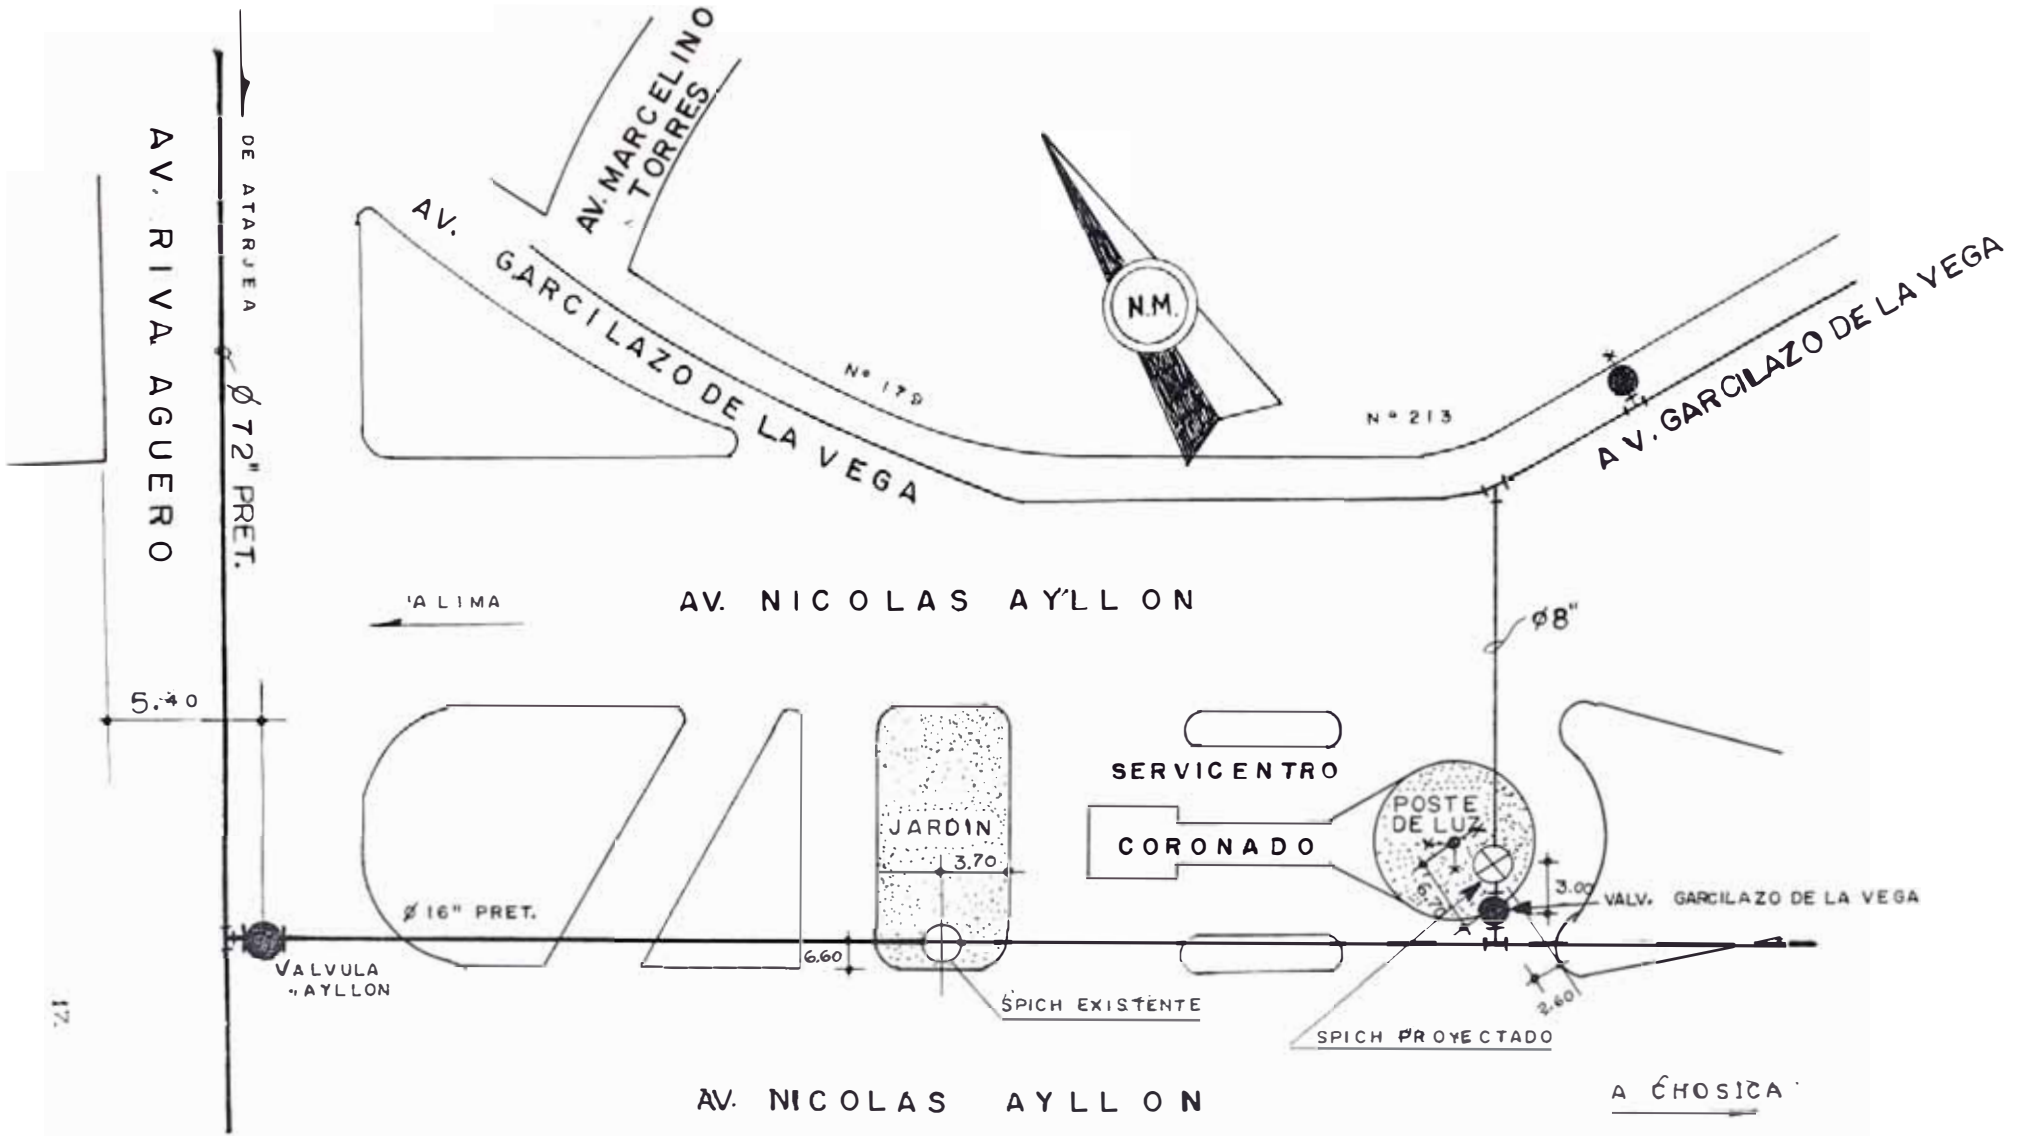 AV. MARCELINO
TORRES
AV. RIVA AGUERO
DE ATARJEA
Ø 72" PRET.
AV. GARCILAZO DE LA VEGA
Nº 179
N.M.
Nº 213
AV. GARCILAZO DE LA VEGA
A LIMA
AV. NICOLAS AYLLON
Ø8"
5.40
SERVICENTRO
CORONADO
JARDIN
3.70
POSTE
DE LUZ
6.70
3.00
VALV. GARCILAZO DE LA VEGA
Ø 16" PRET.
6.60
VALVULA
AYLLON
SPICH EXISTENTE
2.60
SPICH PROYECTADO
17.
AV. NICOLAS AYLLON
A CHOSICA